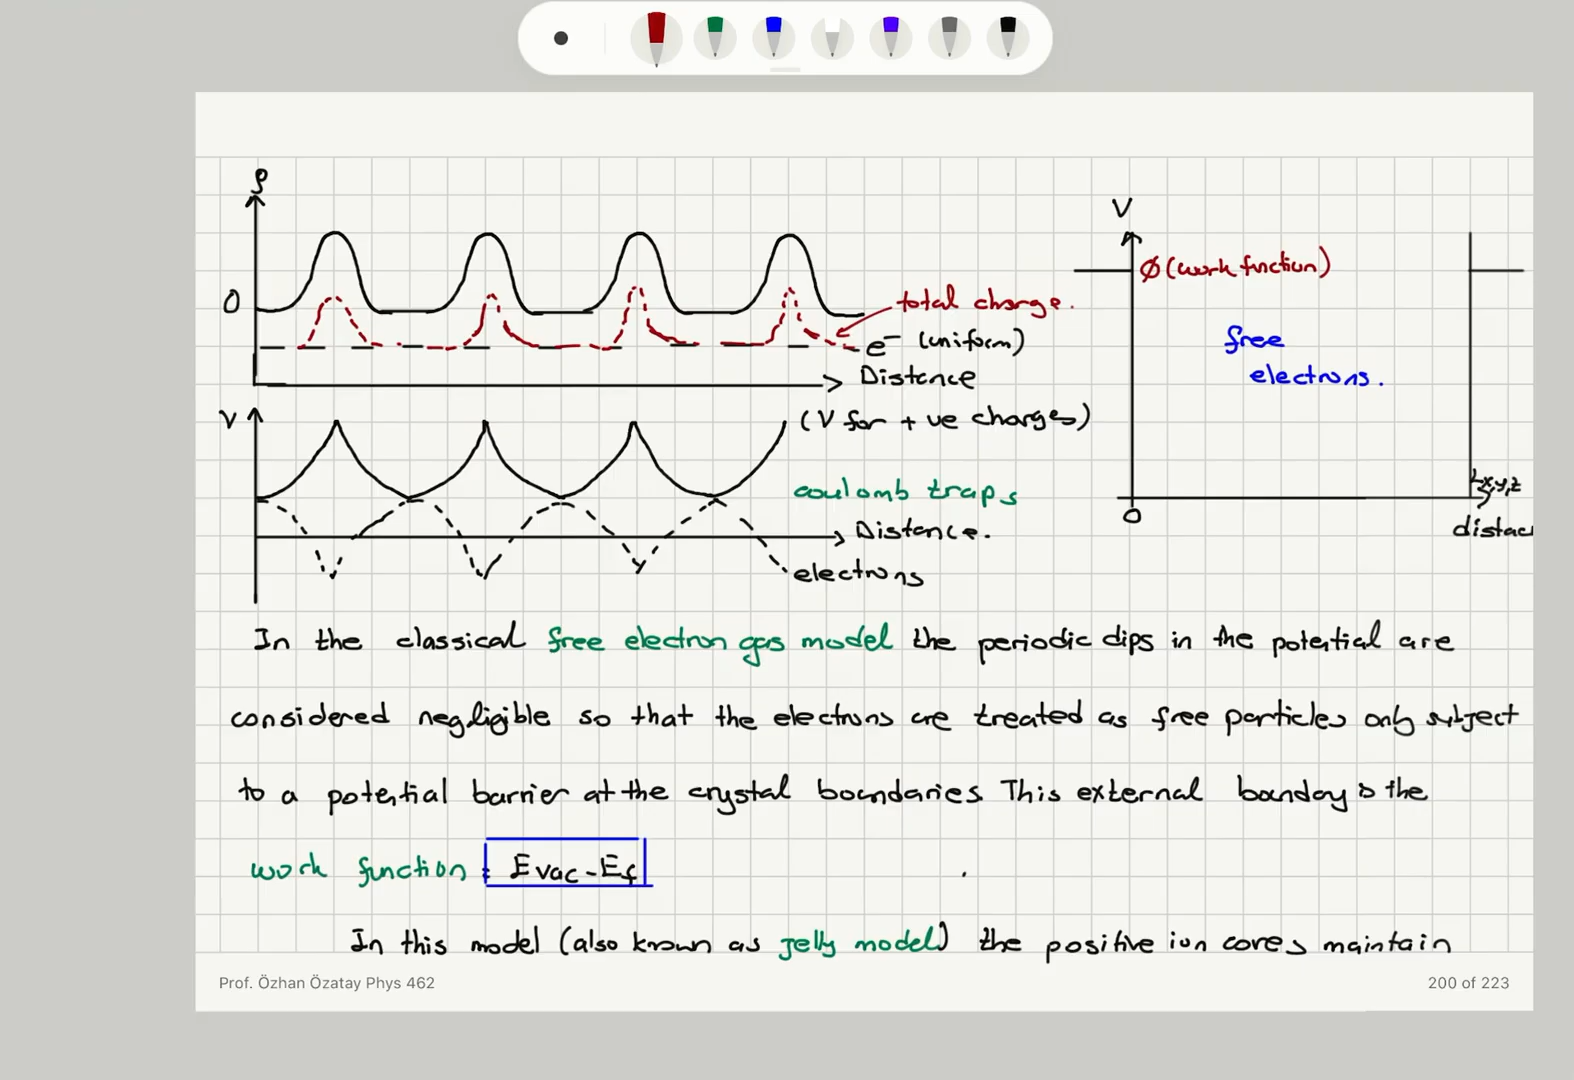 ρ
0
total charge.
e⁻ (uniform)
Distance
V
(V for +ve charges)
coulomb traps
Distance.
electrons
V
φ (work function)
free
electrons.
0
x,y,z
distac
In the classical free electron gas model the periodic dips in the potential are
considered negligible so that the electrons are treated as free particles only subject
to a potential barrier at the crystal boundaries This external boundary is the
work function : Evac-Ef
In this model (also known as Jelly model) the positive ion cores maintain
Prof. Özhan Özatay Phys 462
200 of 223